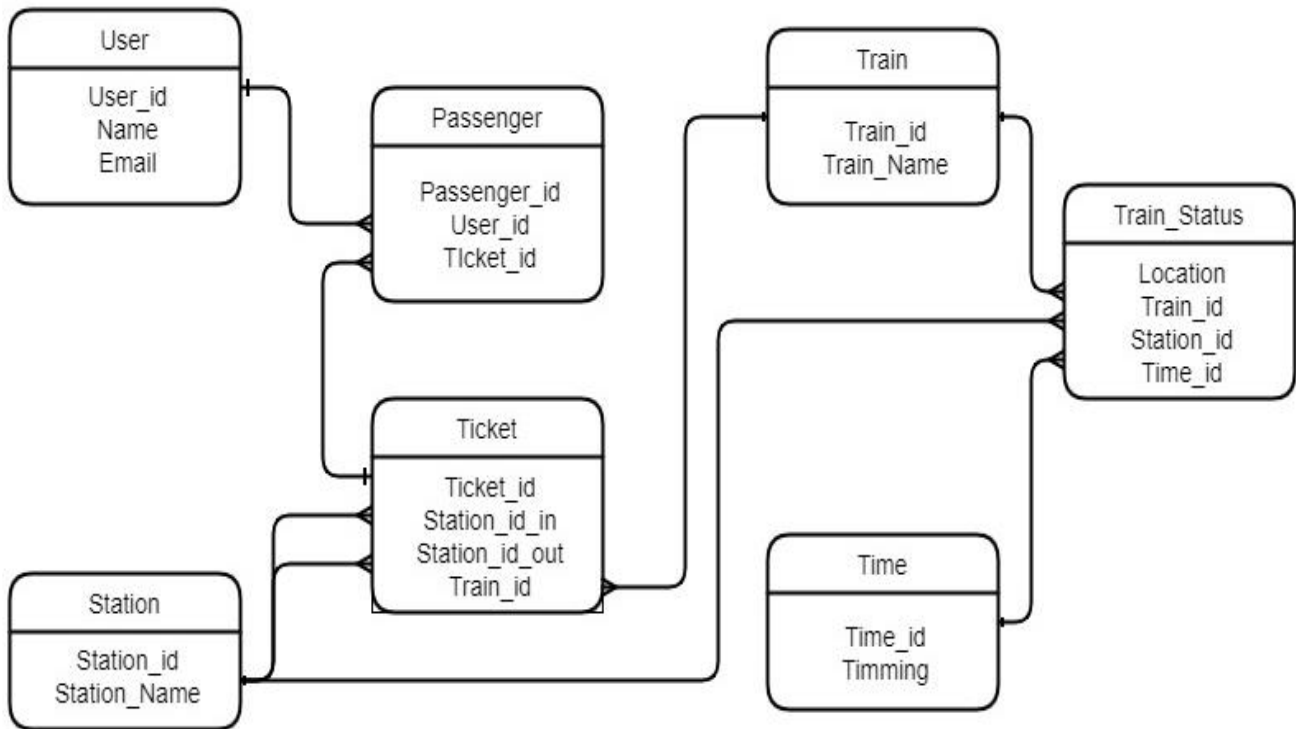 User
User_id
Name
Email
Passenger
Passenger_id
User_id
TIcket_id
Train
Train_id
Train_Name
Train_Status
Location
Train_id
Station_id
Time_id
Ticket
Ticket_id
Station_id_in
Station_id_out
Train_id
Station
Station_id
Station_Name
Time
Time_id
Timming